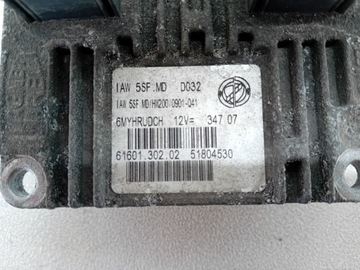 IAW 5SF.MD D032
IAW 5SF.MD/HW200/0901-041
6MYHRUDCH 12V= 347 07
61601.302.02 51804530